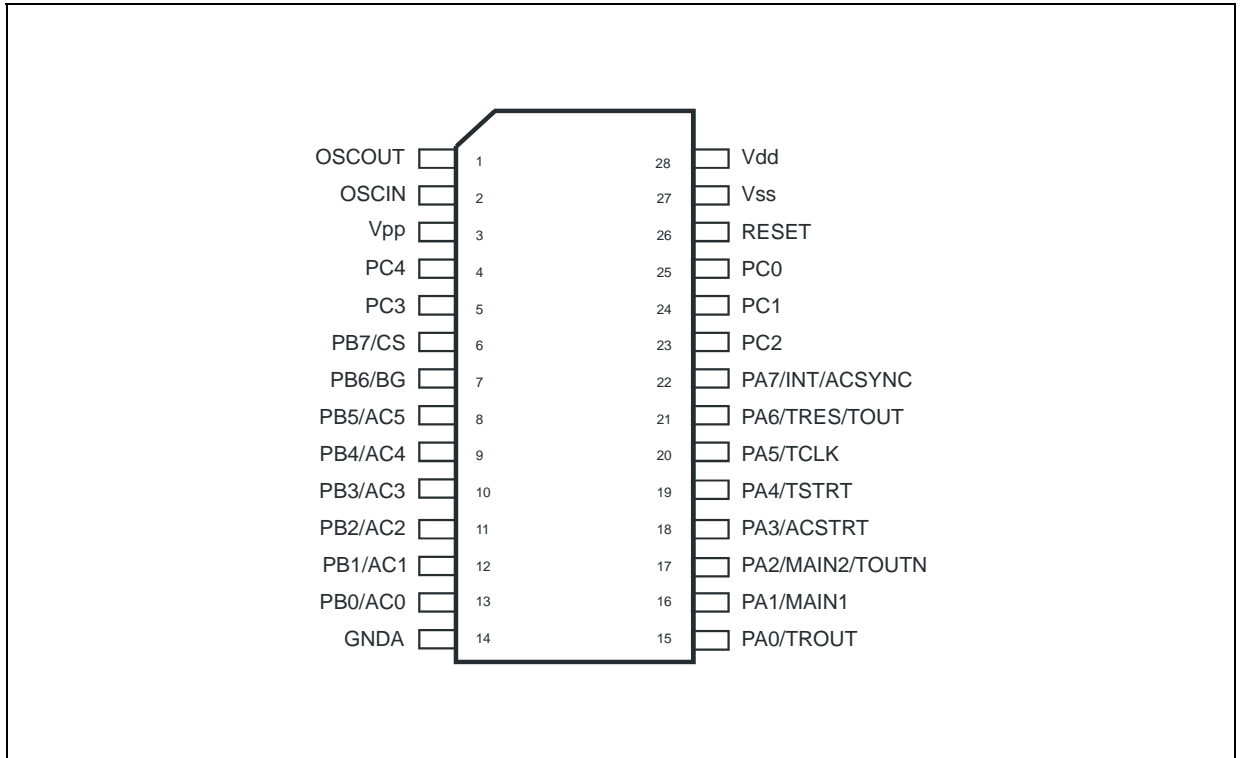 OSCOUT 1 28 Vdd
OSCIN 2 27 Vss
Vpp 3 26 RESET
PC4 4 25 PC0
PC3 5 24 PC1
PB7/CS 6 23 PC2
PB6/BG 7 22 PA7/INT/ACSYNC
PB5/AC5 8 21 PA6/TRES/TOUT
PB4/AC4 9 20 PA5/TCLK
PB3/AC3 10 19 PA4/TSTRT
PB2/AC2 11 18 PA3/ACSTRT
PB1/AC1 12 17 PA2/MAIN2/TOUTN
PB0/AC0 13 16 PA1/MAIN1
GNDA 14 15 PA0/TROUT